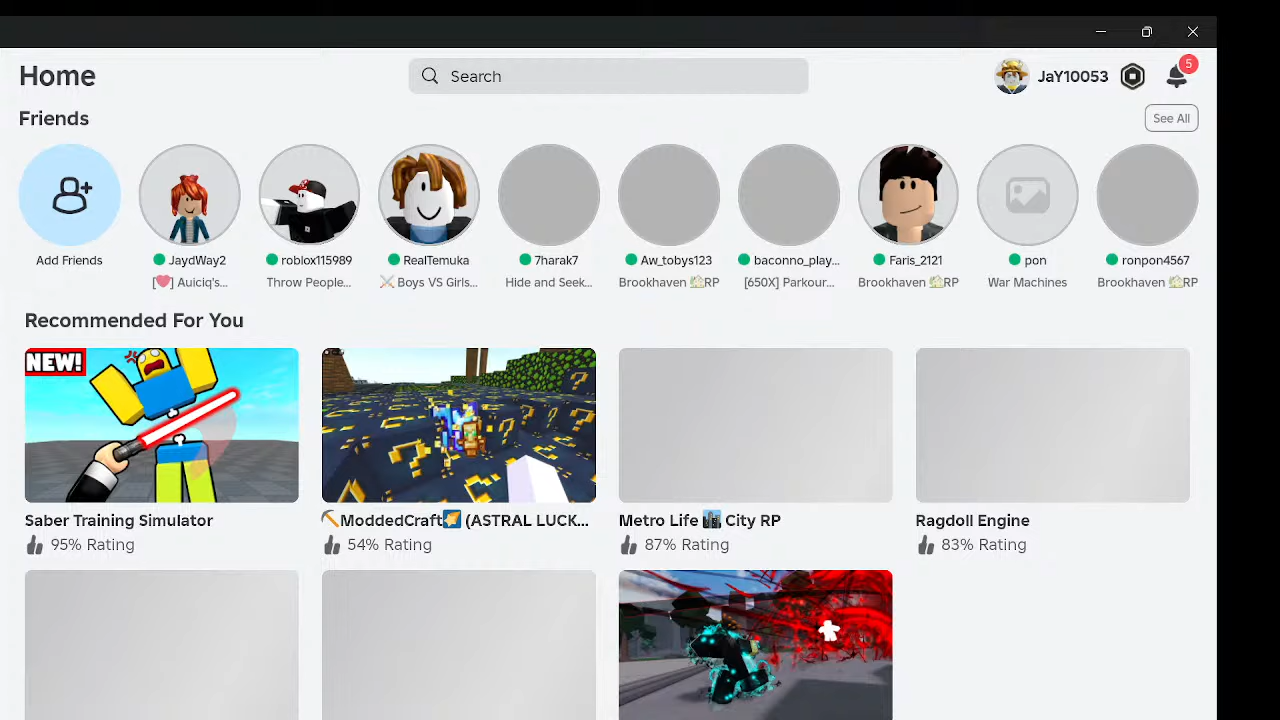 Home
Search
JaY10053
5
Friends
See All
Add Friends
JaydWay2
roblox115989
RealTemuka
7harak7
Aw_tobys123
baconno_play...
Faris_2121
pon
ronpon4567
[❤️] Auiciq's...
Throw People...
⚔️ Boys VS Girls...
Hide and Seek...
Brookhaven 🏡RP
[650X] Parkour...
Brookhaven 🏡RP
War Machines
Brookhaven 🏡RP
Recommended For You
NEW!
Saber Training Simulator
⛏️ModdedCraft🌠 (ASTRAL LUCK...
Metro Life 🏙️ City RP
Ragdoll Engine
95% Rating
54% Rating
87% Rating
83% Rating